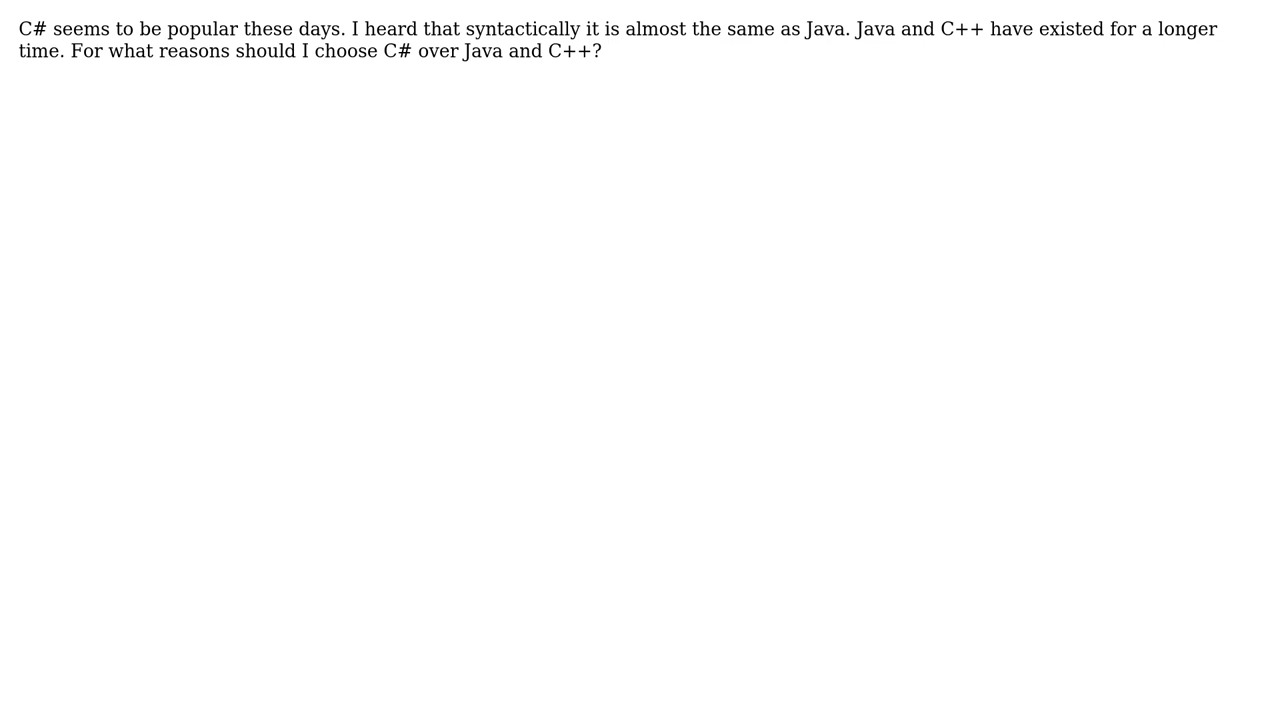 C# seems to be popular these days. I heard that syntactically it is almost the same as Java. Java and C++ have existed for a longer
time. For what reasons should I choose C# over Java and C++?